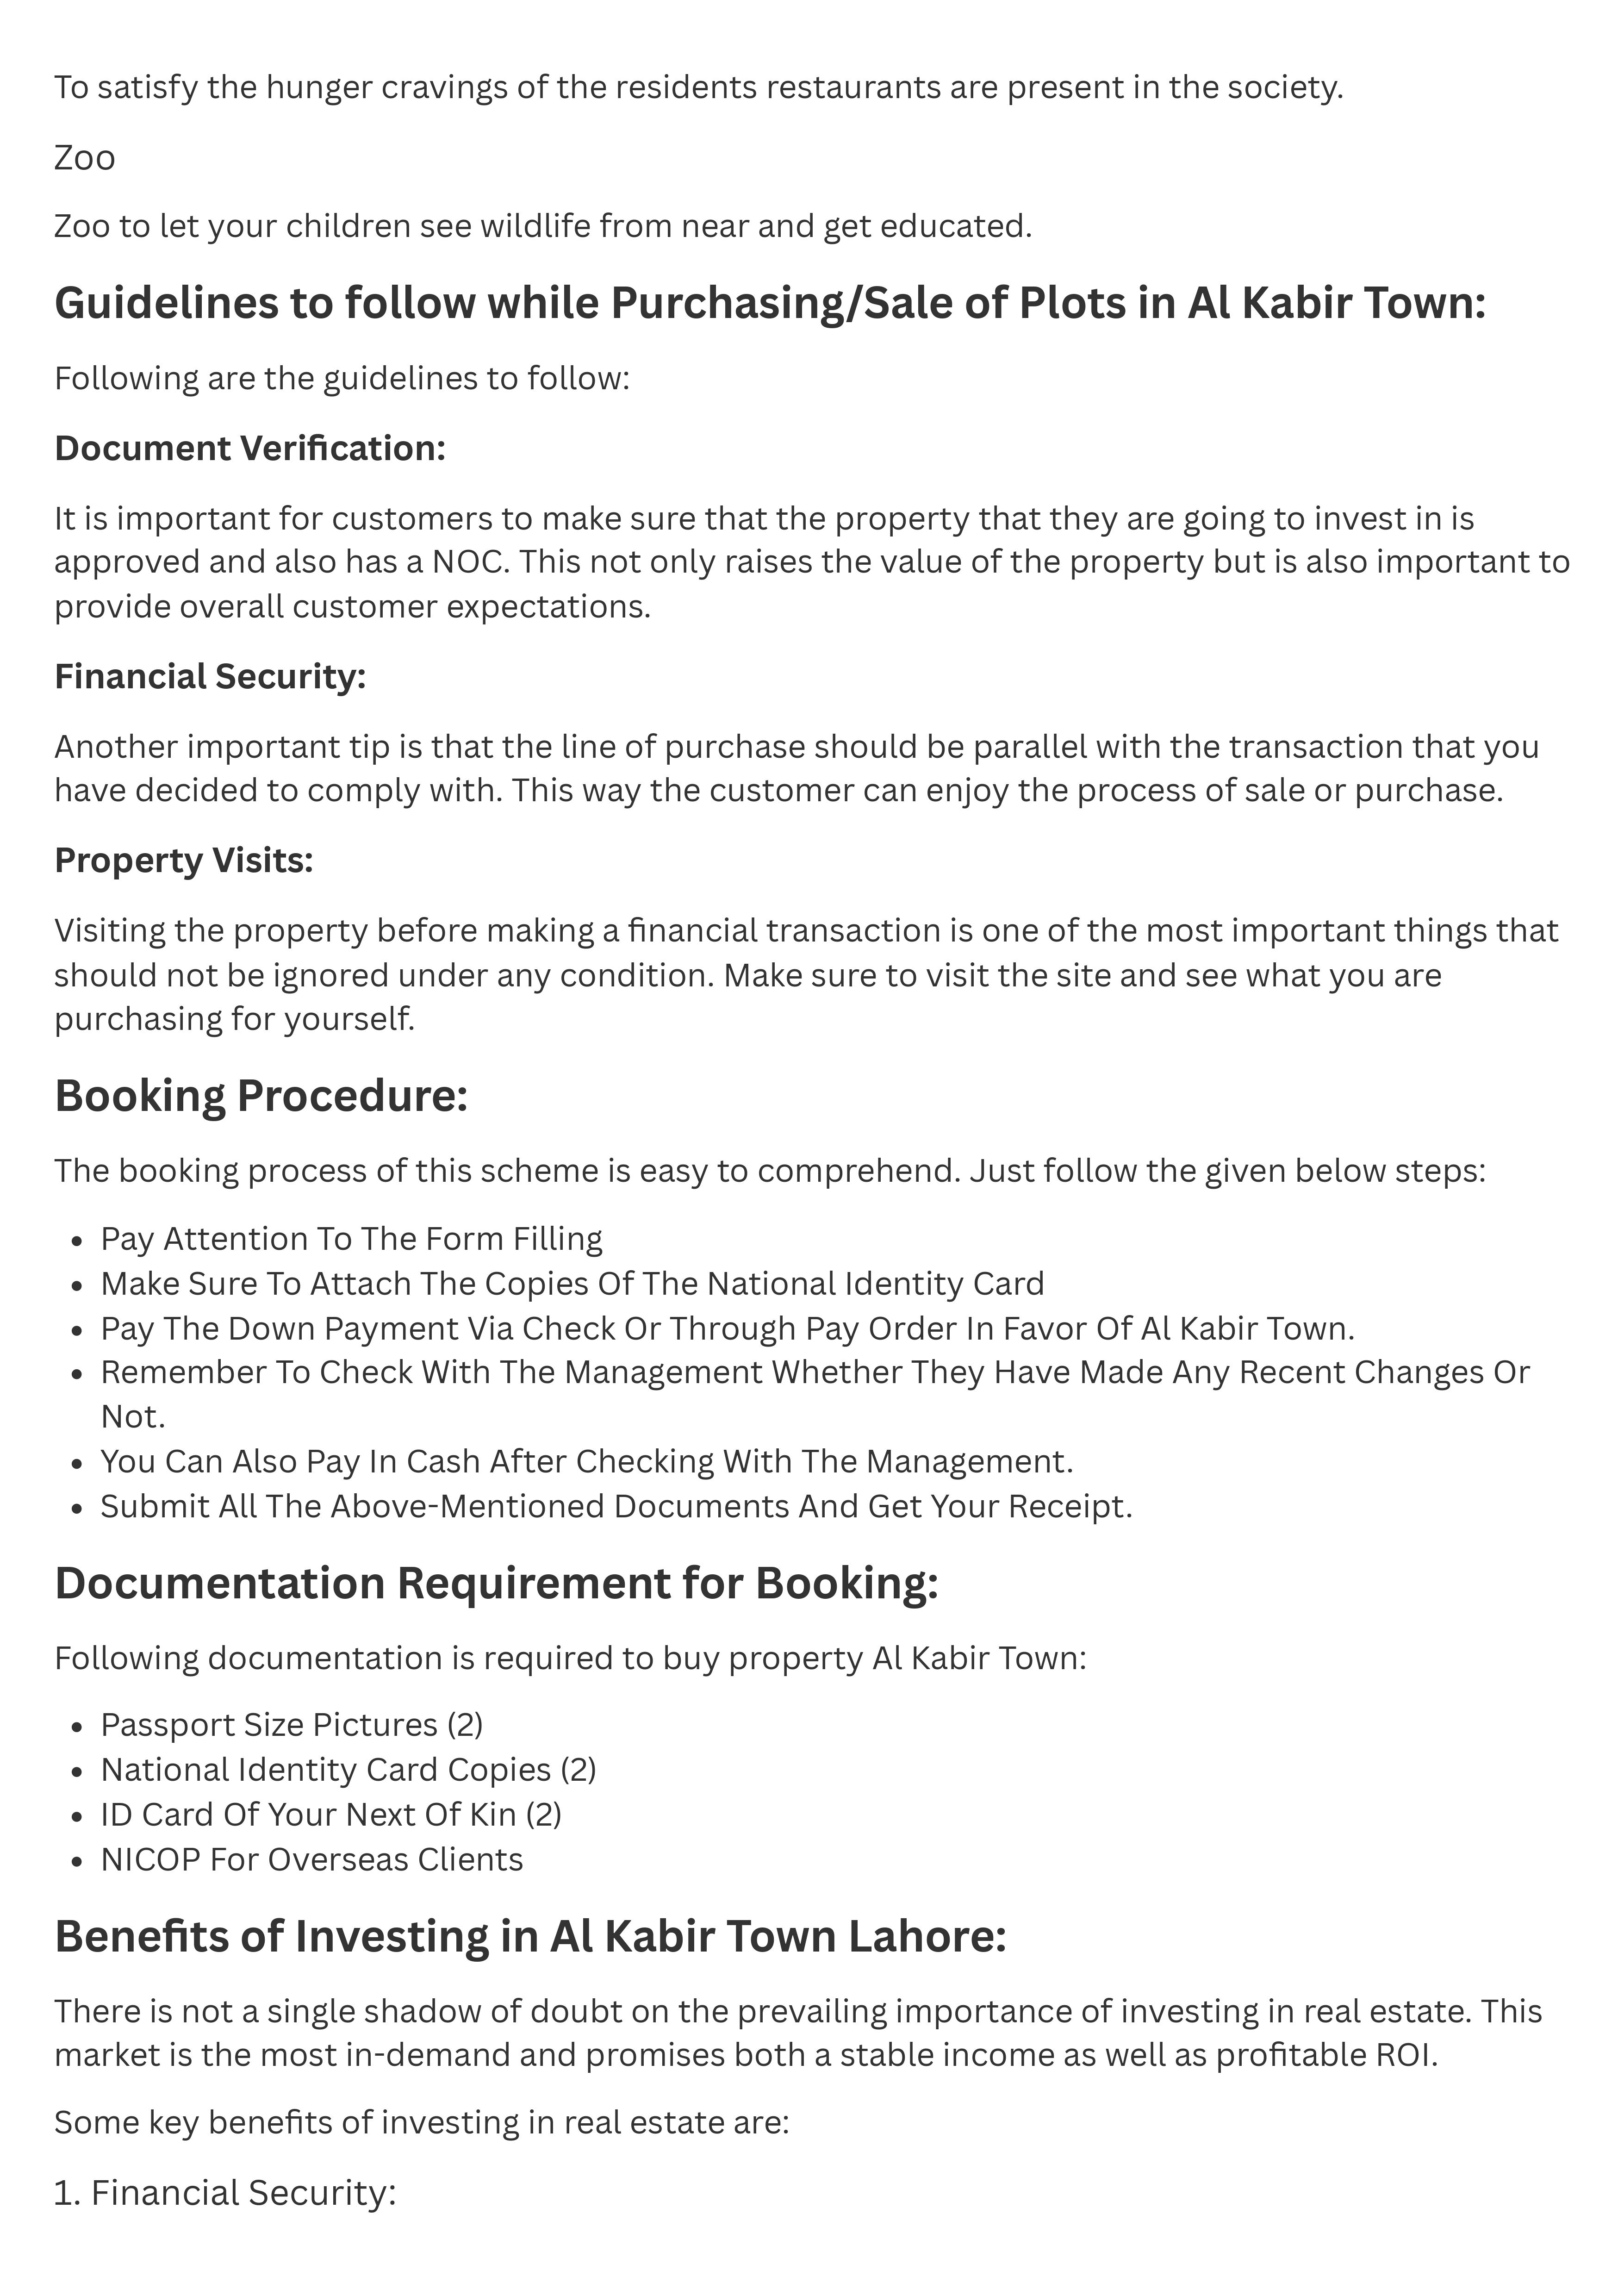 To satisfy the hunger cravings of the residents restaurants are present in the society.
Zoo
Zoo to let your children see wildlife from near and get educated.
Guidelines to follow while Purchasing/Sale of Plots in Al Kabir Town:
Following are the guidelines to follow:
Document Verification:
It is important for customers to make sure that the property that they are going to invest in is
approved and also has a NOC. This not only raises the value of the property but is also important to
provide overall customer expectations.
Financial Security:
Another important tip is that the line of purchase should be parallel with the transaction that you
have decided to comply with. This way the customer can enjoy the process of sale or purchase.
Property Visits:
Visiting the property before making a financial transaction is one of the most important things that
should not be ignored under any condition. Make sure to visit the site and see what you are
purchasing for yourself.
Booking Procedure:
The booking process of this scheme is easy to comprehend. Just follow the given below steps:
• Pay Attention To The Form Filling
• Make Sure To Attach The Copies Of The National Identity Card
• Pay The Down Payment Via Check Or Through Pay Order In Favor Of Al Kabir Town.
• Remember To Check With The Management Whether They Have Made Any Recent Changes Or
Not.
• You Can Also Pay In Cash After Checking With The Management.
• Submit All The Above-Mentioned Documents And Get Your Receipt.
Documentation Requirement for Booking:
Following documentation is required to buy property Al Kabir Town:
• Passport Size Pictures (2)
• National Identity Card Copies (2)
• ID Card Of Your Next Of Kin (2)
• NICOP For Overseas Clients
Benefits of Investing in Al Kabir Town Lahore:
There is not a single shadow of doubt on the prevailing importance of investing in real estate. This
market is the most in-demand and promises both a stable income as well as profitable ROI.
Some key benefits of investing in real estate are:
1. Financial Security: